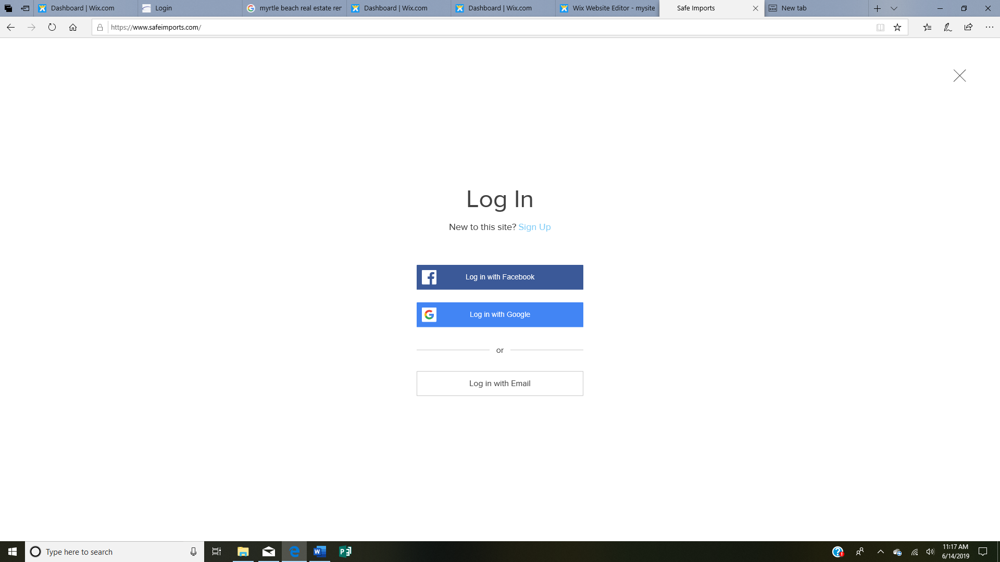 Dashboard | Wix.com
Login
myrtle beach real estate rer
Dashboard | Wix.com
Dashboard | Wix.com
Wix Website Editor - mysite
Safe Imports
New tab
https://www.safeimports.com/
Log In
New to this site? Sign Up
Log in with Facebook
Log in with Google
or
Log in with Email
Type here to search
11:17 AM
6/14/2019